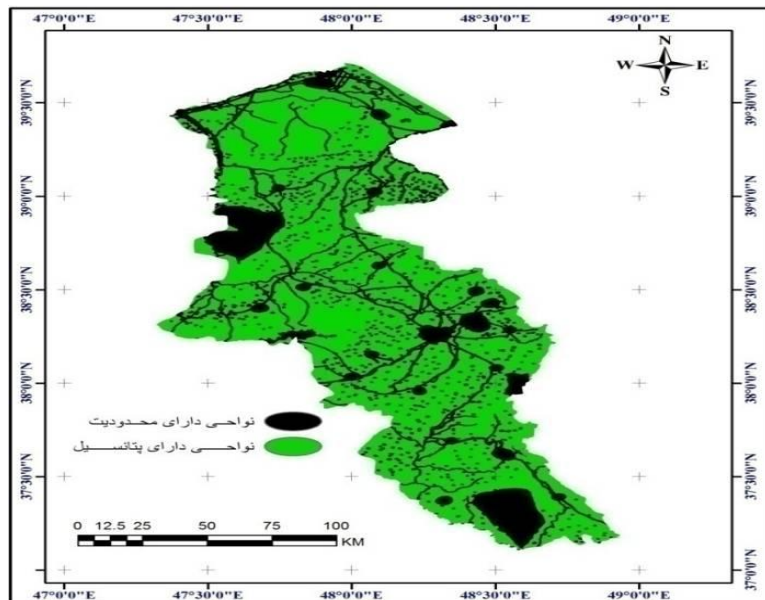 47°0'0"E 47°30'0"E 48°0'0"E 48°30'0"E 49°0'0"E
N
W E
S
39°30'0"N 39°30'0"N
39°0'0"N 39°0'0"N
38°30'0"N 38°30'0"N
38°0'0"N 38°0'0"N
نواحی دارای محدودیت
نواحی دارای پتانسیل
37°30'0"N 37°30'0"N
0 12.5 25 50 75 100
KM
37°0'0"N 37°0'0"N
47°0'0"E 47°30'0"E 48°0'0"E 48°30'0"E 49°0'0"E